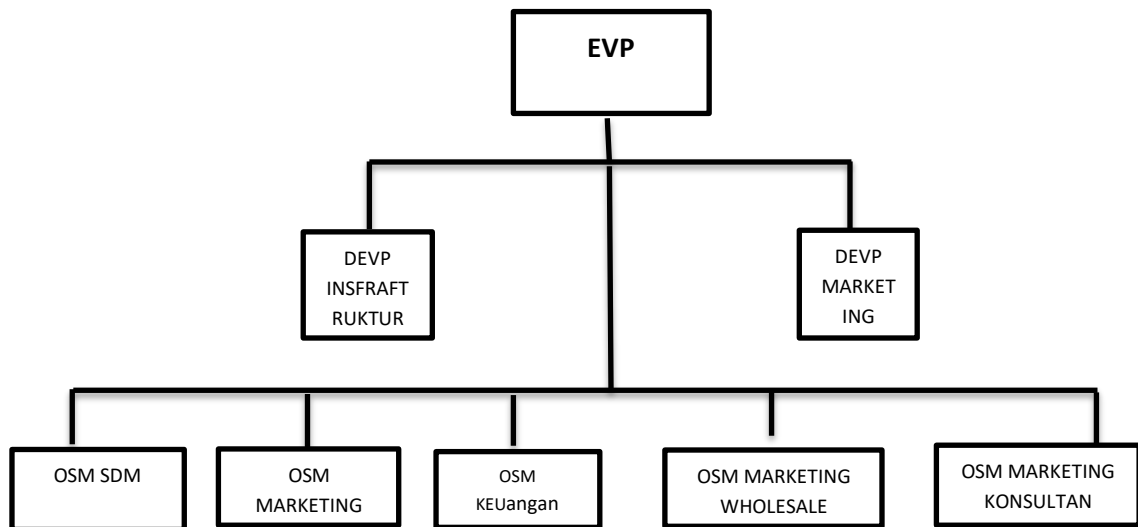 EVP
DEVP
INSFRAFT
RUKTUR
DEVP
MARKET
ING
OSM SDM
OSM
MARKETING
OSM
KEUangan
OSM MARKETING
WHOLESALE
OSM MARKETING
KONSULTAN